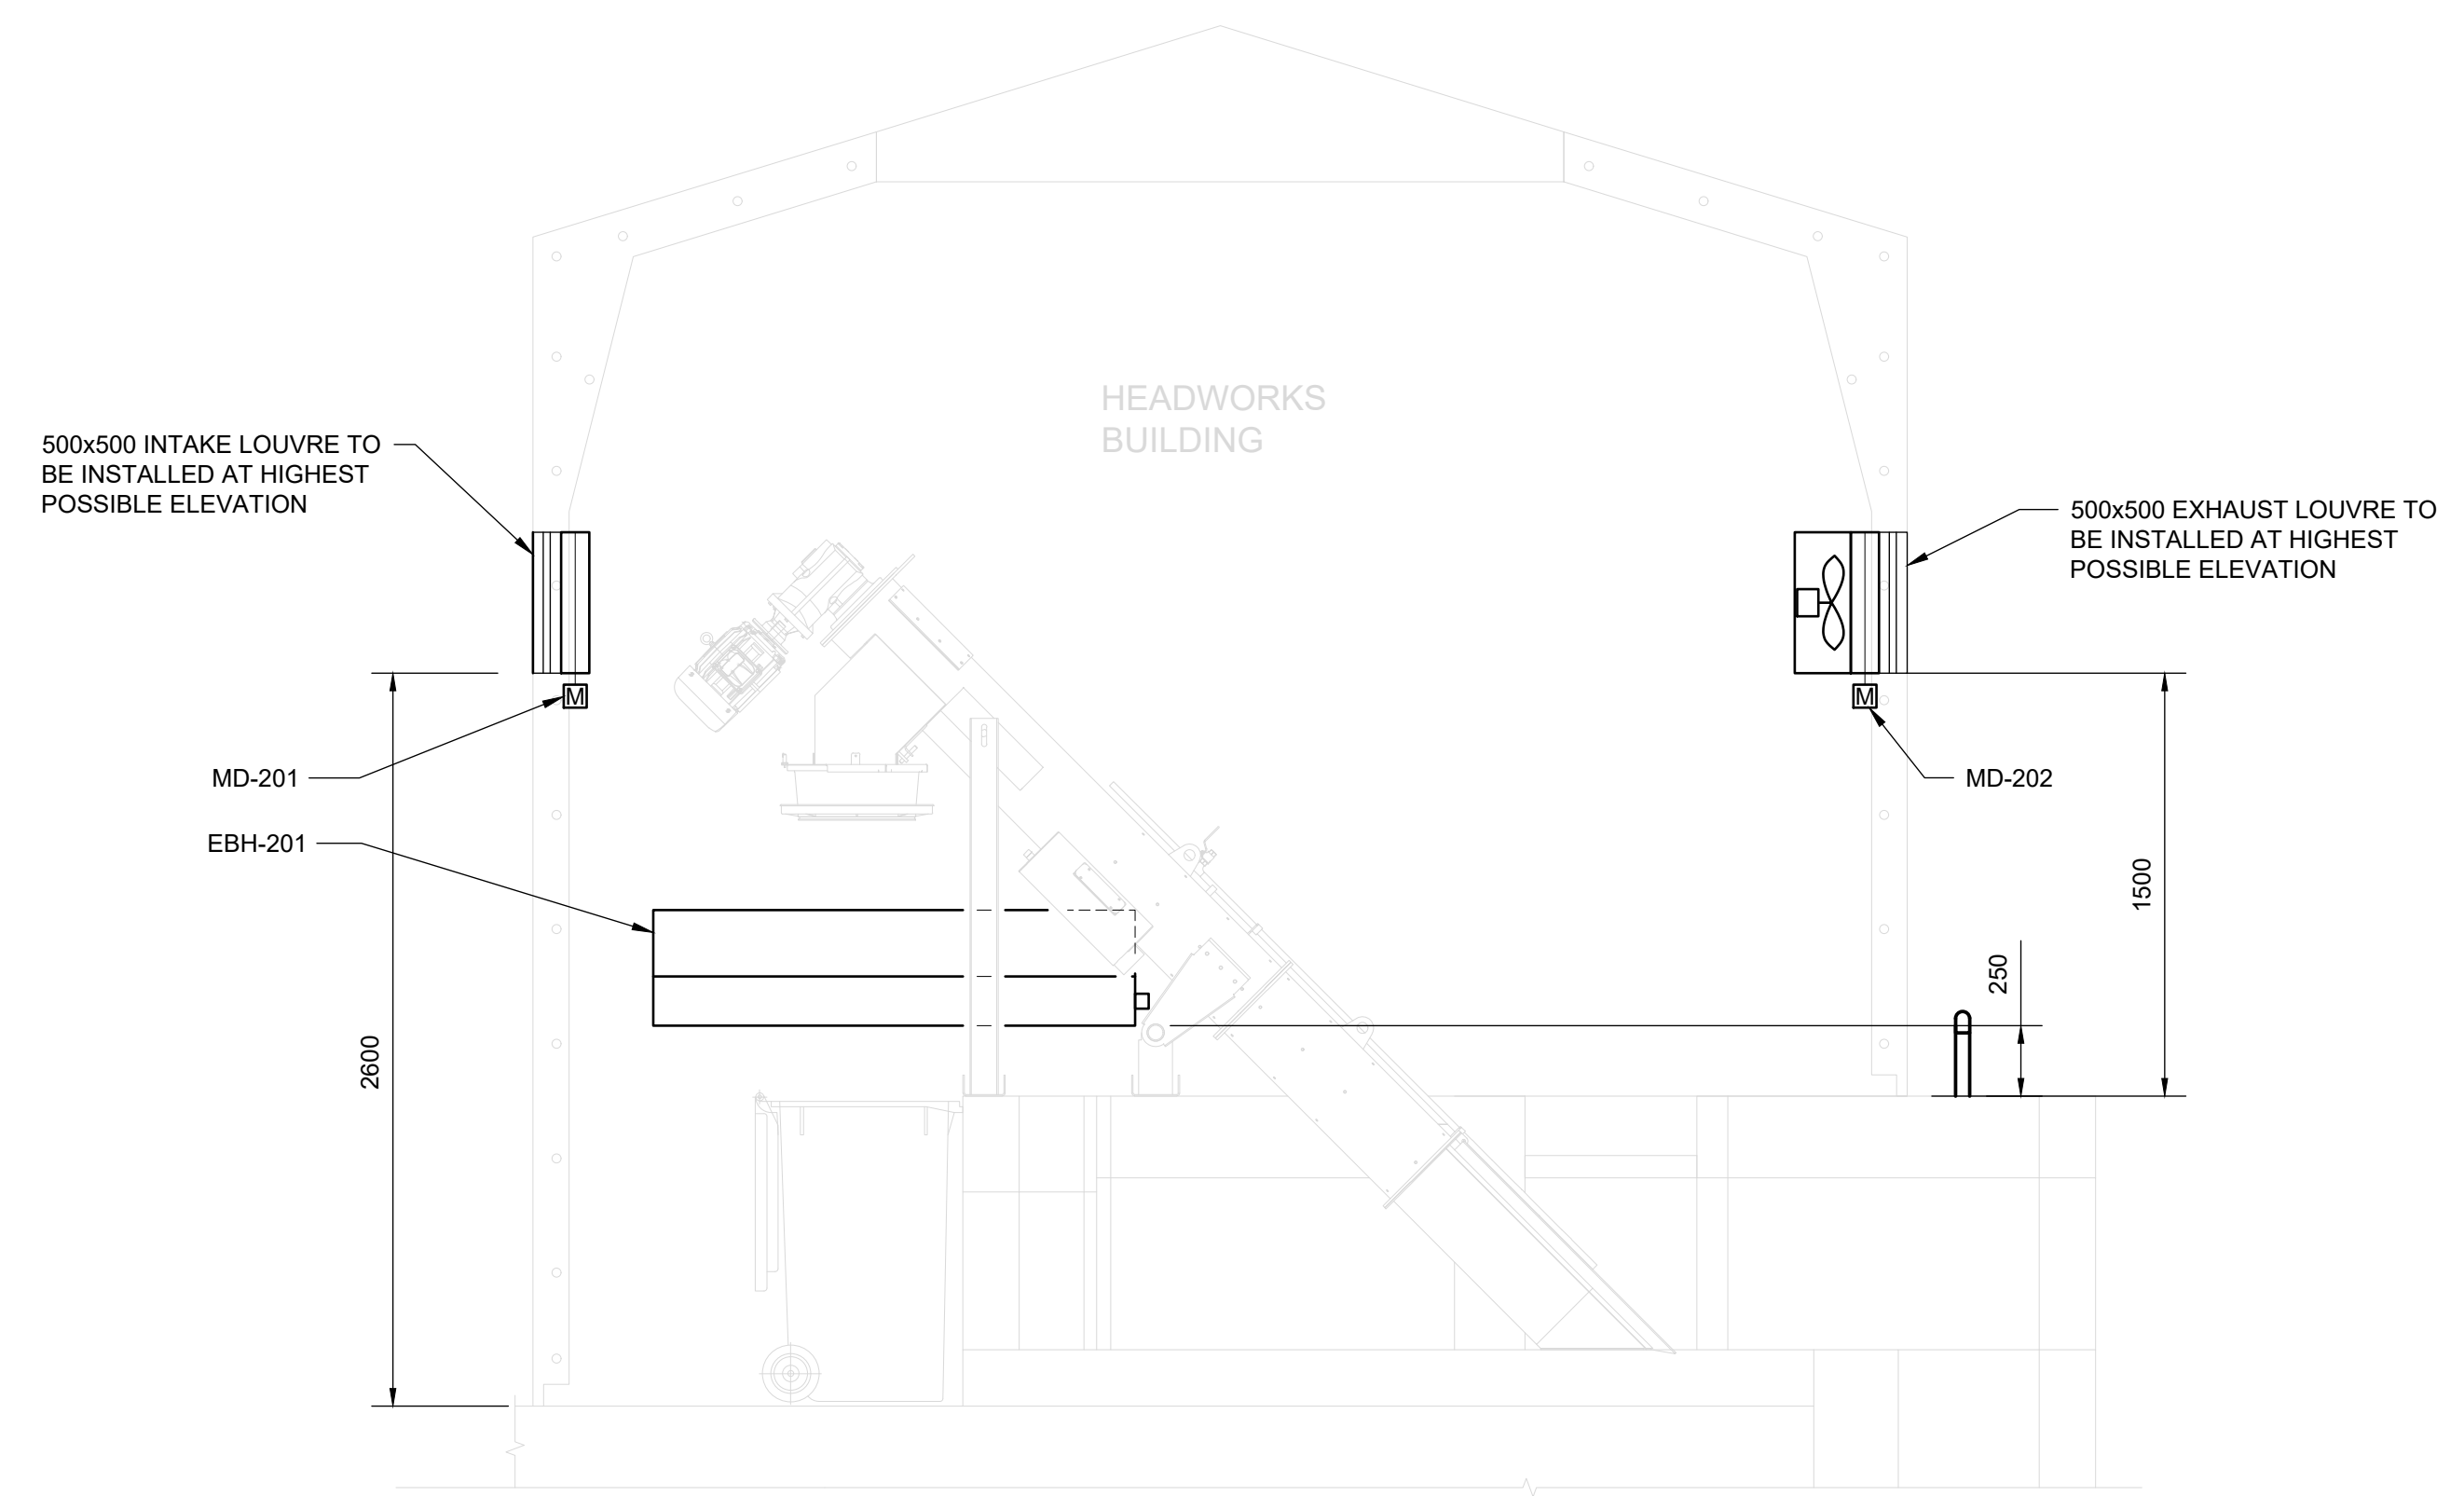 HEADWORKS
BUILDING
500x500 INTAKE LOUVRE TO
BE INSTALLED AT HIGHEST
POSSIBLE ELEVATION
500x500 EXHAUST LOUVRE TO
BE INSTALLED AT HIGHEST
POSSIBLE ELEVATION
M
M
MD-201
MD-202
EBH-201
1500
250
2600